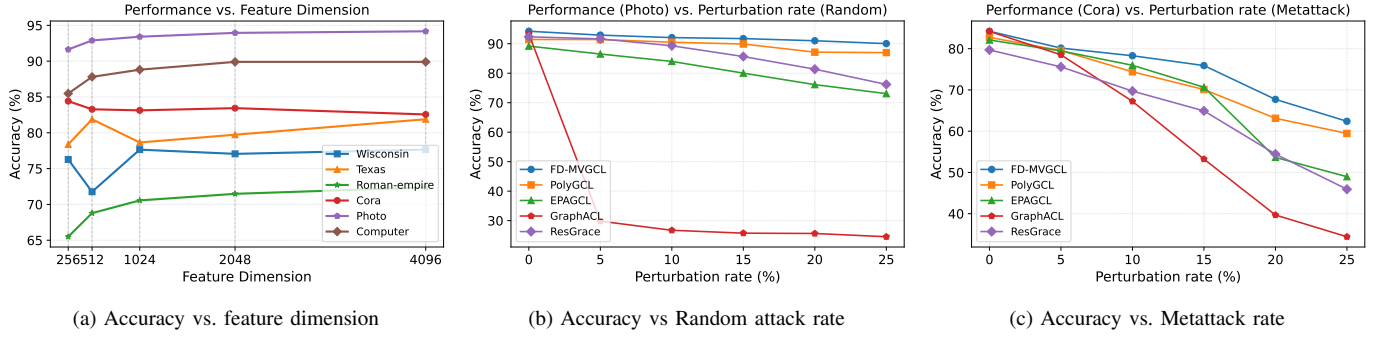 Performance vs. Feature Dimension
Accuracy (%)
95
90
85
80
75
70
65
256
512
1024
2048
4096
Feature Dimension
Wisconsin
Texas
Roman-empire
Cora
Photo
Computer
(a) Accuracy vs. feature dimension
Performance (Photo) vs. Perturbation rate (Random)
Accuracy (%)
90
80
70
60
50
40
30
0
5
10
15
20
25
Perturbation rate (%)
FD-MVGCL
PolyGCL
EPAGCL
GraphACL
ResGrace
(b) Accuracy vs Random attack rate
Performance (Cora) vs. Perturbation rate (Metattack)
Accuracy (%)
80
70
60
50
40
0
5
10
15
20
25
Perturbation rate (%)
FD-MVGCL
PolyGCL
EPAGCL
GraphACL
ResGrace
(c) Accuracy vs. Metattack rate